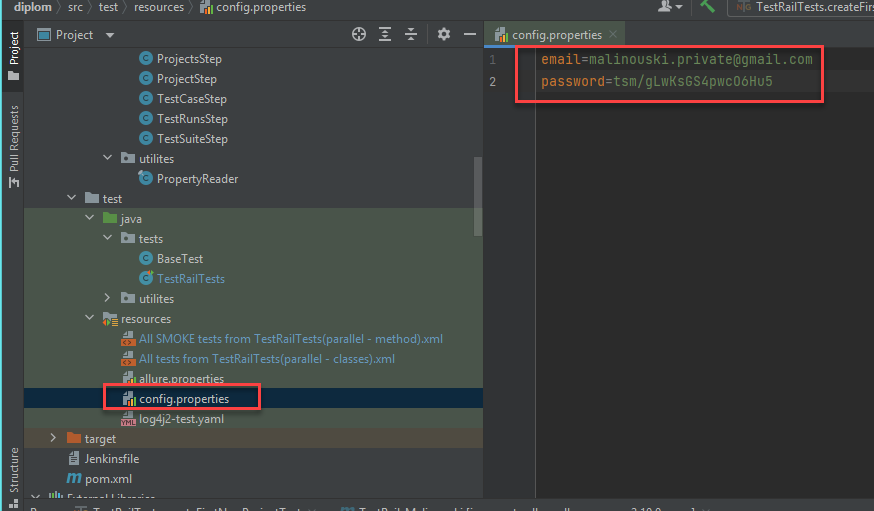 diplom > src > test > resources > config.properties
TestRailTests.createFirs
Project
config.properties
Project
Pull Requests
Structure
ProjectsStep
ProjectStep
TestCaseStep
TestRunsStep
TestSuiteStep
utilites
PropertyReader
test
java
tests
BaseTest
TestRailTests
utilites
resources
All SMOKE tests from TestRailTests(parallel - method).xml
All tests from TestRailTests(parallel - classes).xml
allure.properties
config.properties
log4j2-test.yaml
target
Jenkinsfile
pom.xml
External Libraries
1 email=malinouski.private@gmail.com
2 password=tsm/gLwKsGS4pwcO6Hu5